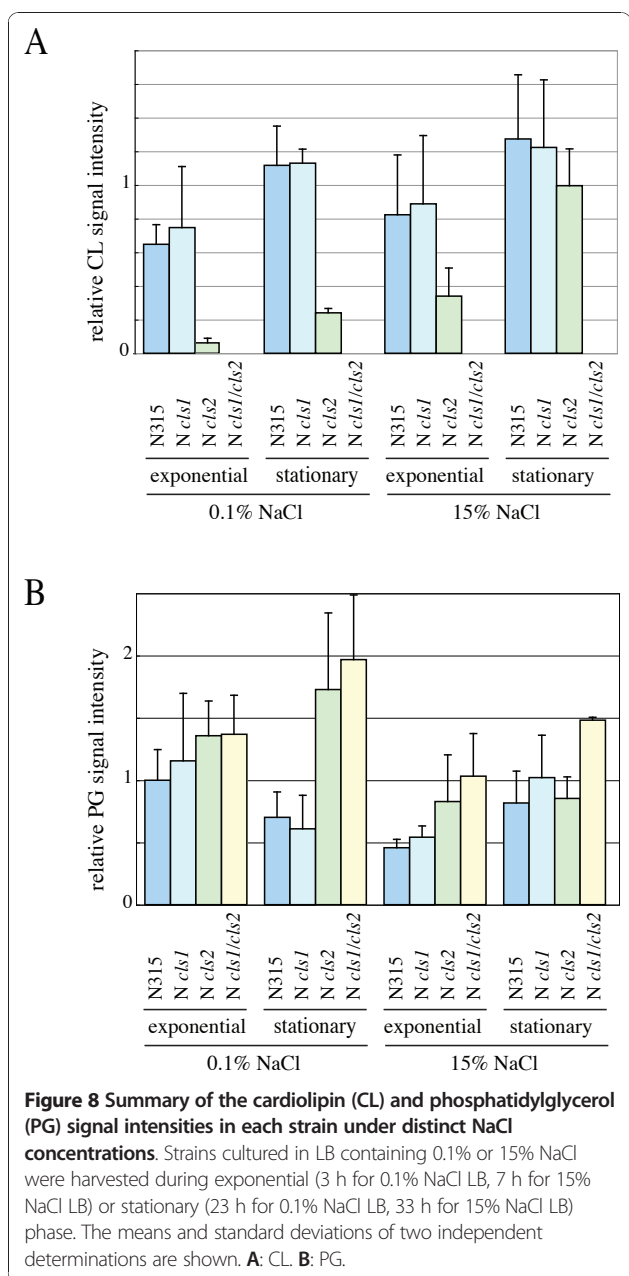 A
relative CL signal intensity
1
0
N315
N cls1
N cls2
N cls1/cls2
N315
N cls1
N cls2
N cls1/cls2
N315
N cls1
N cls2
N cls1/cls2
N315
N cls1
N cls2
N cls1/cls2
exponential stationary exponential stationary
0.1% NaCl 15% NaCl
B
relative PG signal intensity
2
1
0
N315
N cls1
N cls2
N cls1/cls2
N315
N cls1
N cls2
N cls1/cls2
N315
N cls1
N cls2
N cls1/cls2
N315
N cls1
N cls2
N cls1/cls2
exponential stationary exponential stationary
0.1% NaCl 15% NaCl
Figure 8 Summary of the cardiolipin (CL) and phosphatidylglycerol
(PG) signal intensities in each strain under distinct NaCl
concentrations. Strains cultured in LB containing 0.1% or 15% NaCl
were harvested during exponential (3 h for 0.1% NaCl LB, 7 h for 15%
NaCl LB) or stationary (23 h for 0.1% NaCl LB, 33 h for 15% NaCl LB)
phase. The means and standard deviations of two independent
determinations are shown. A: CL. B: PG.